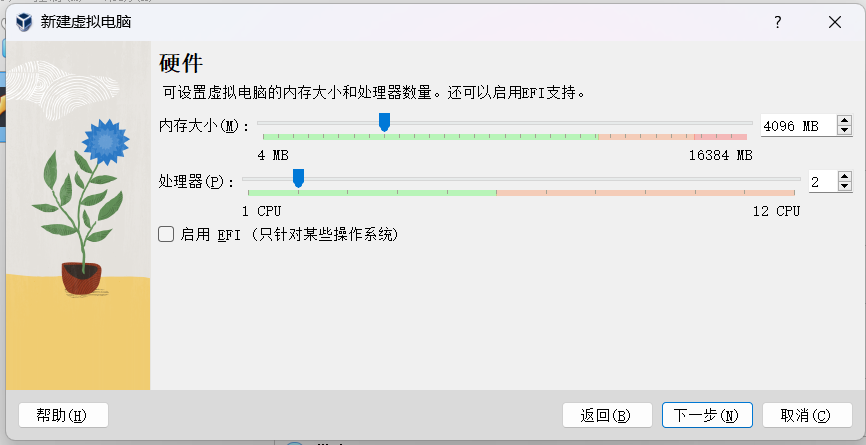 新建虚拟电脑
硬件
可设置虚拟电脑的内存大小和处理器数量。还可以启用EFI支持。
内存大小(M): 4096 MB
4 MB 16384 MB
处理器(P): 2
1 CPU 12 CPU
启用 EFI (只针对某些操作系统)
帮助(H) 返回(B) 下一步(N) 取消(C)